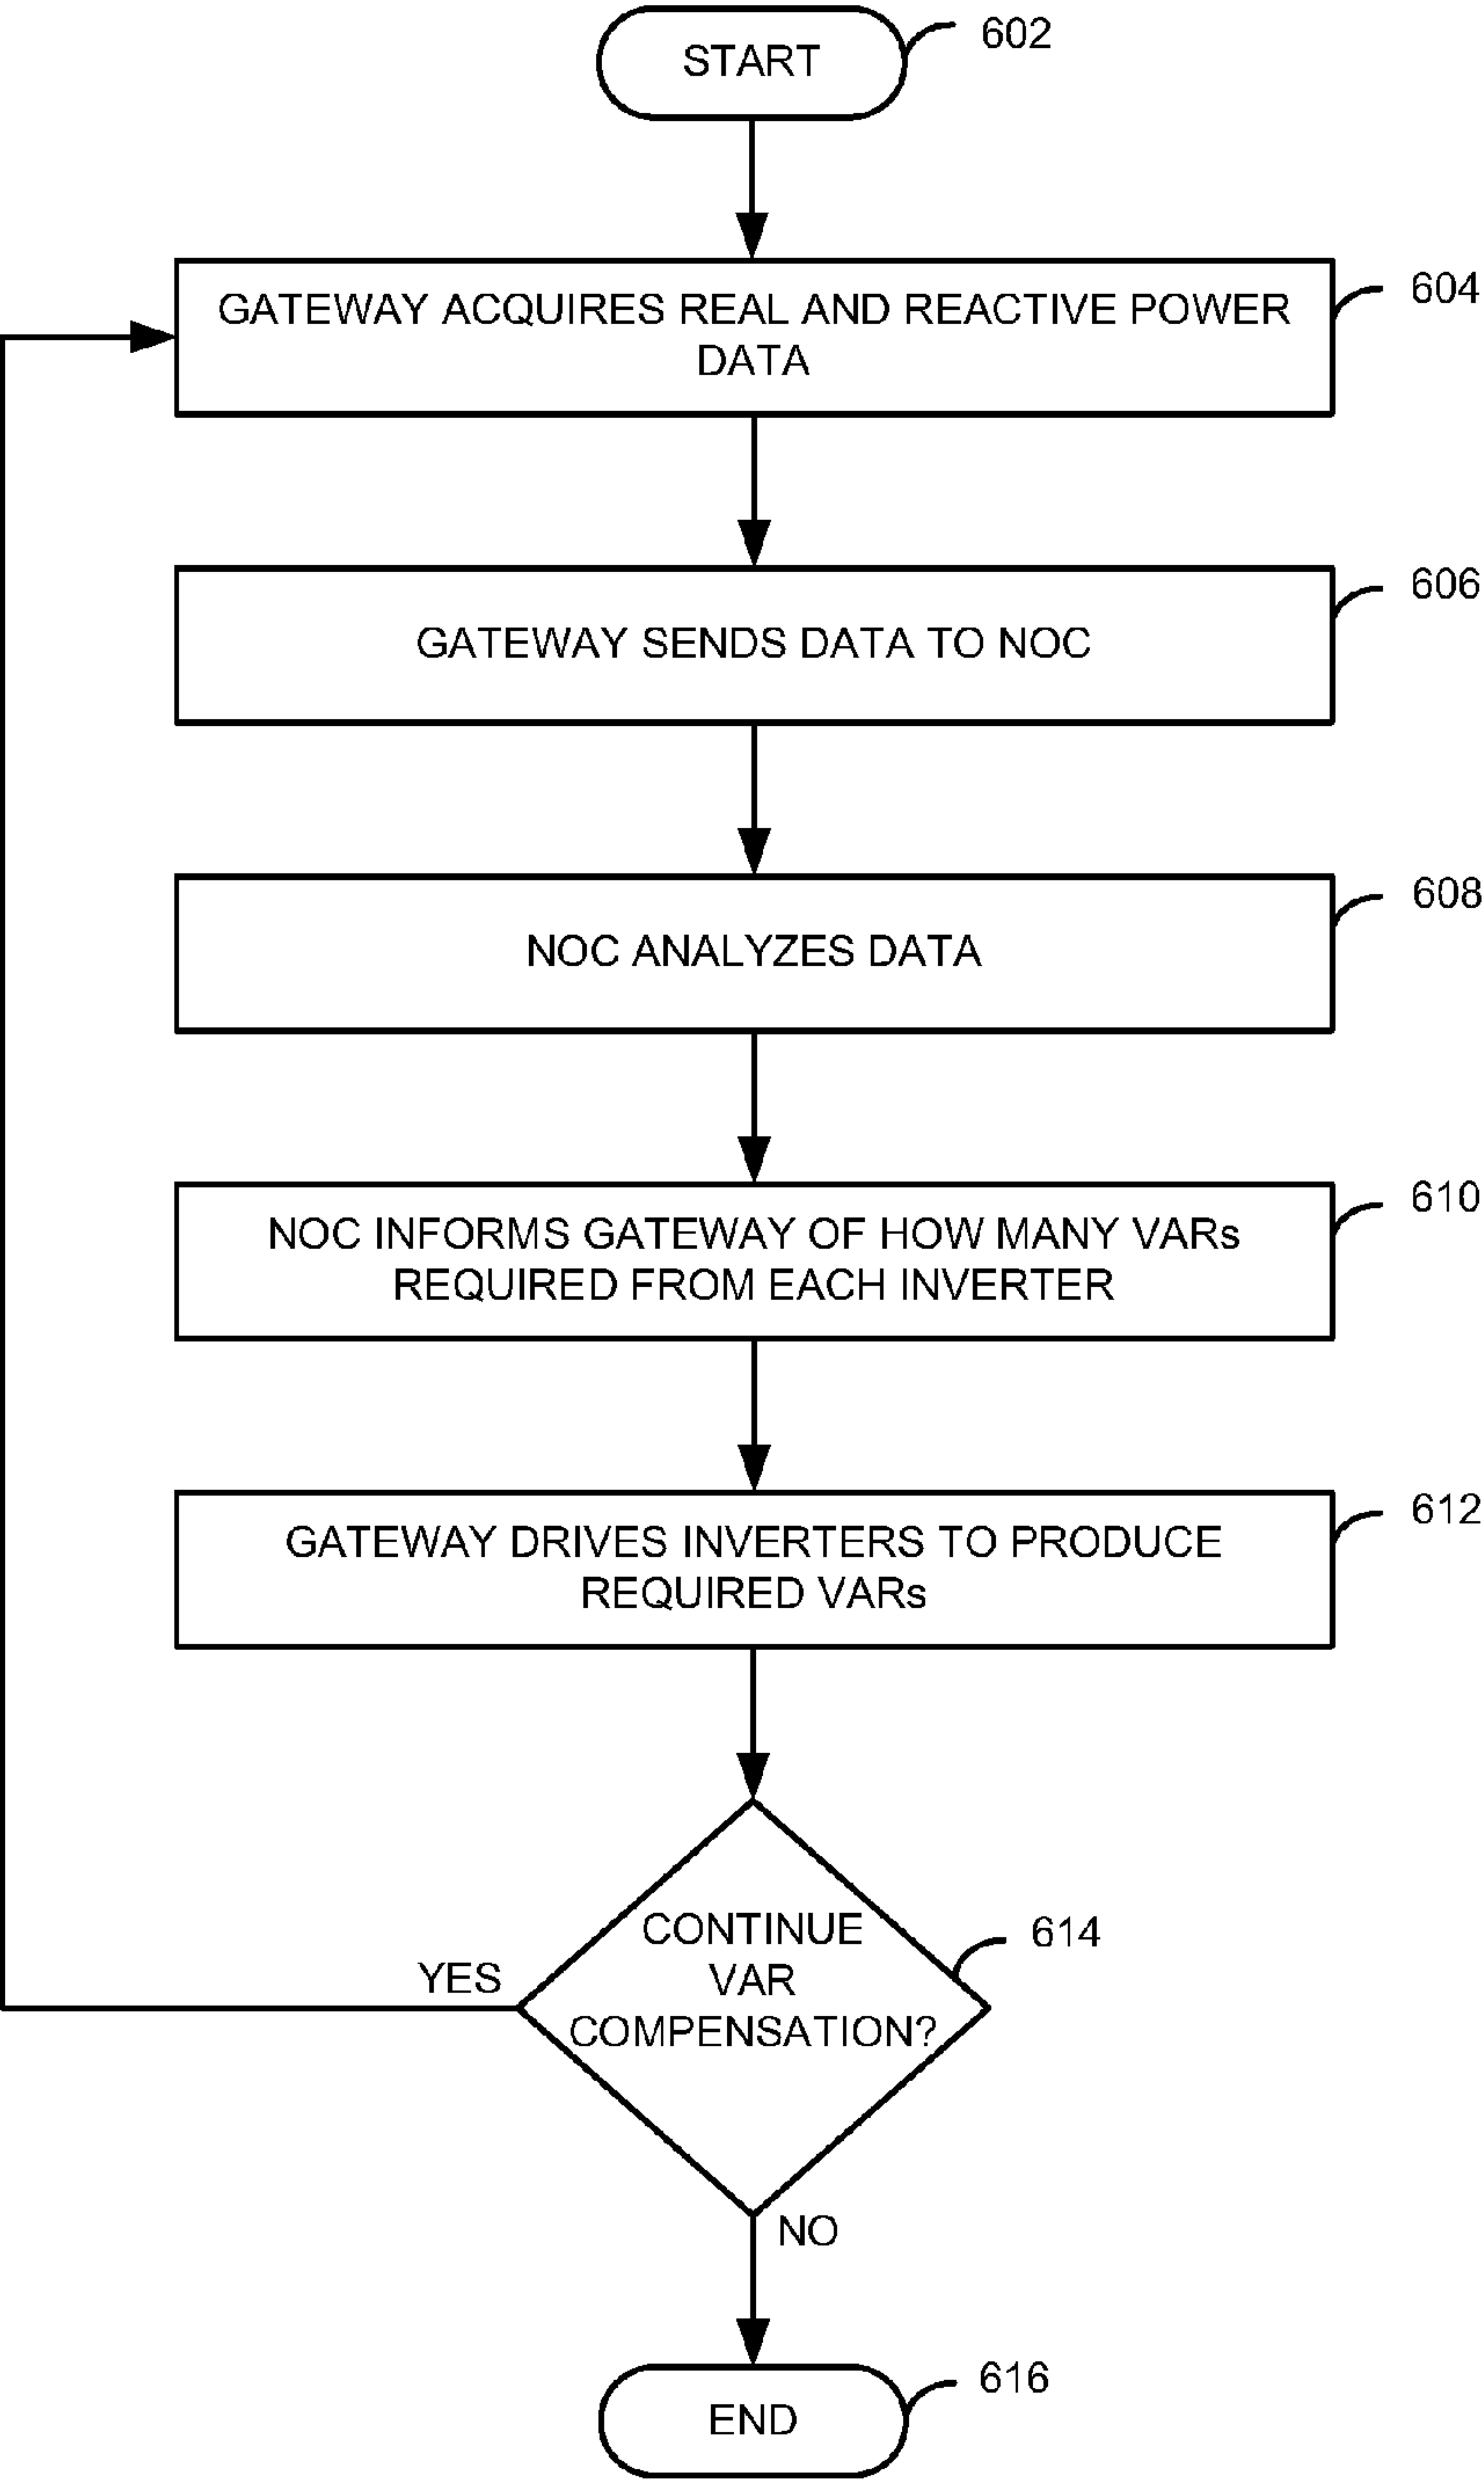 START
602
GATEWAY ACQUIRES REAL AND REACTIVE POWER
DATA
604
GATEWAY SENDS DATA TO NOC
606
NOC ANALYZES DATA
608
NOC INFORMS GATEWAY OF HOW MANY VARs
REQUIRED FROM EACH INVERTER
610
GATEWAY DRIVES INVERTERS TO PRODUCE
REQUIRED VARs
612
CONTINUE
VAR
COMPENSATION?
614
YES
NO
END
616